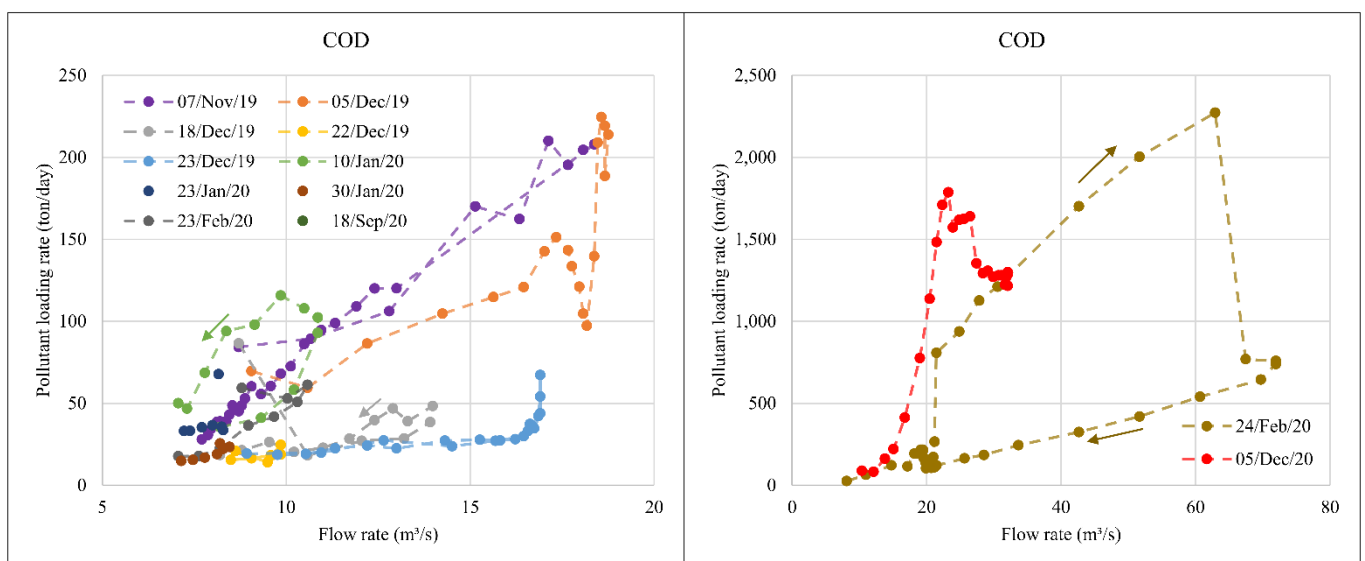 COD
Pollutant loading rate (ton/day)
250
200
150
100
50
0
07/Nov/19 05/Dec/19
18/Dec/19 22/Dec/19
23/Dec/19 10/Jan/20
23/Jan/20 30/Jan/20
23/Feb/20 18/Sep/20
5 10 15 20
Flow rate (m³/s)
COD
Pollutant loading rate (ton/day)
2,500
2,000
1,500
1,000
500
0
24/Feb/20
05/Dec/20
0 20 40 60 80
Flow rate (m³/s)